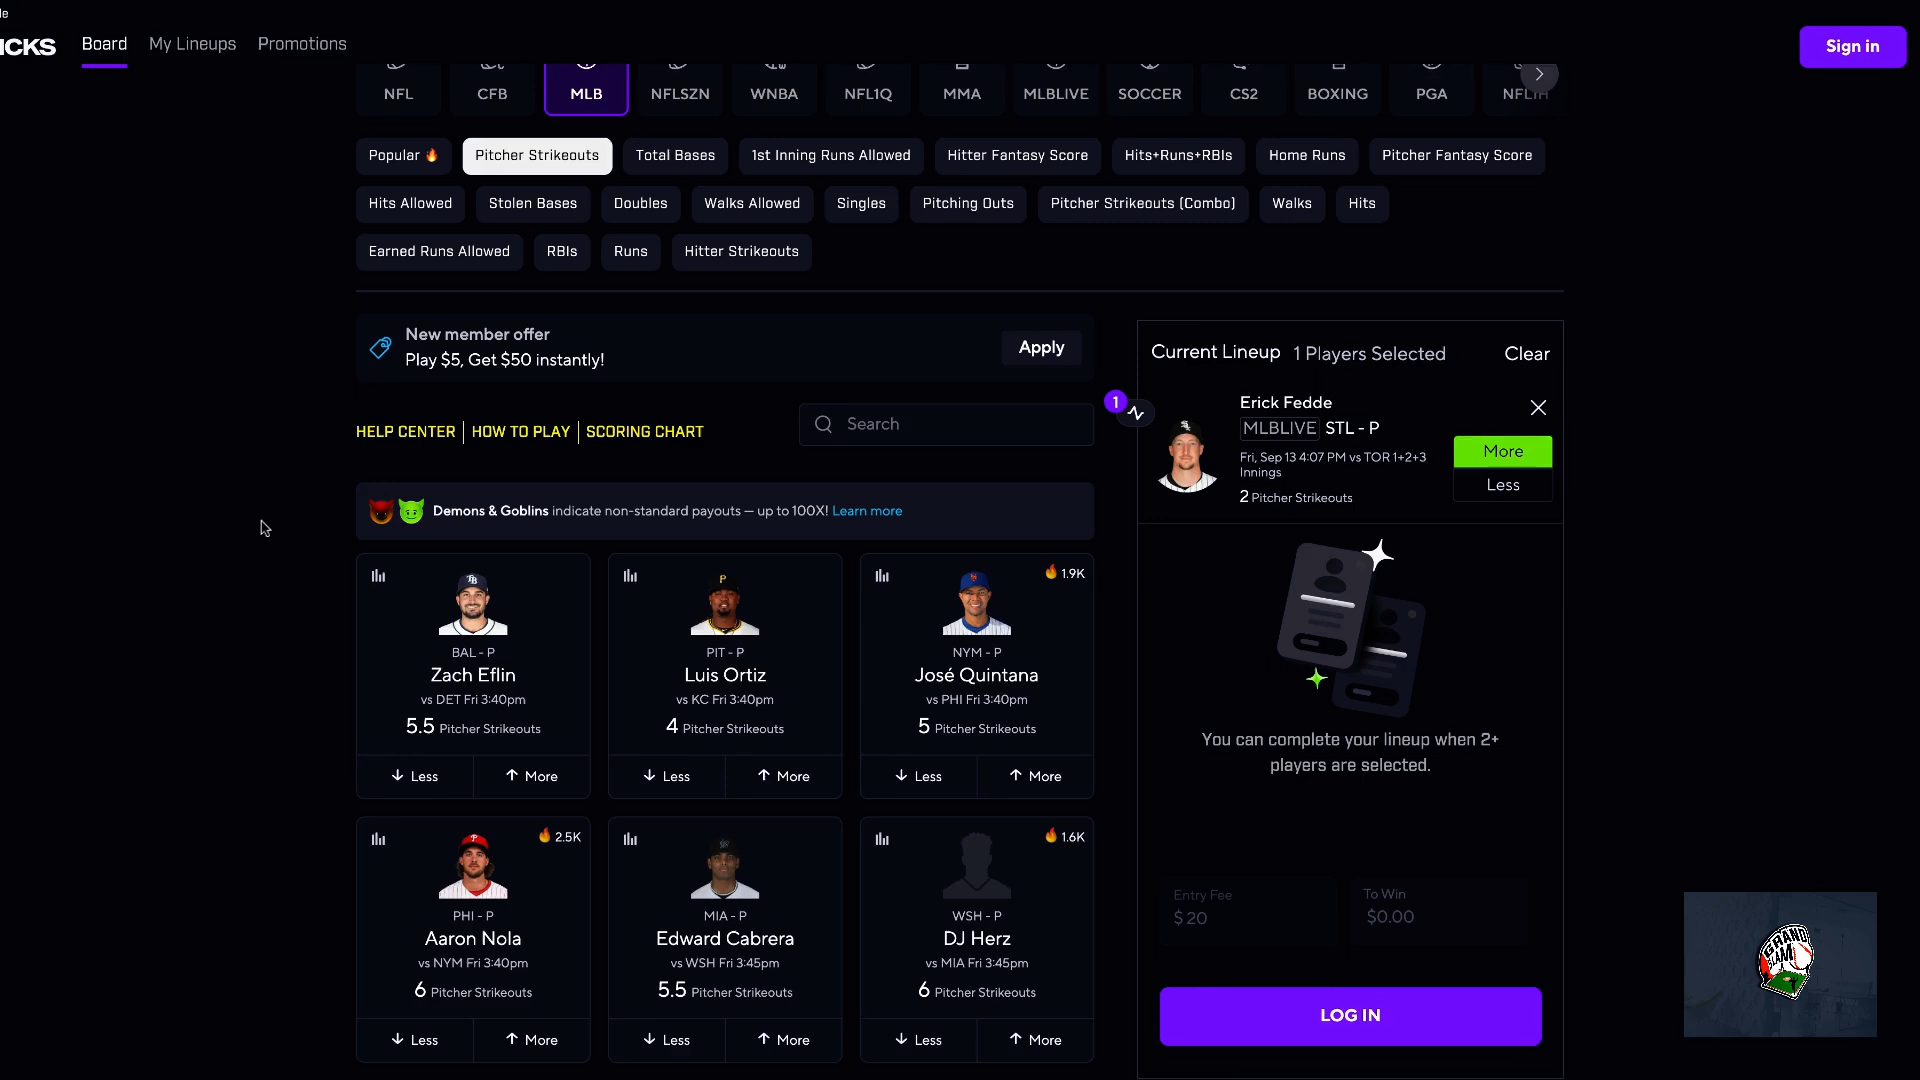 le
ICKS
Board
My Lineups
Promotions
Sign in
NFL
CFB
MLB
NFLSZN
WNBA
NFL1Q
MMA
MLBLIVE
SOCCER
CS2
BOXING
PGA
NFL1H
Popular
Pitcher Strikeouts
Total Bases
1st Inning Runs Allowed
Hitter Fantasy Score
Hits+Runs+RBIs
Home Runs
Pitcher Fantasy Score
Hits Allowed
Stolen Bases
Doubles
Walks Allowed
Singles
Pitching Outs
Pitcher Strikeouts (Combo)
Walks
Hits
Earned Runs Allowed
RBIs
Runs
Hitter Strikeouts
New member offer
Play $5, Get $50 instantly!
Apply
HELP CENTER
HOW TO PLAY
SCORING CHART
Search
Demons & Goblins indicate non-standard payouts — up to 100X! Learn more
BAL - P
Zach Eflin
vs DET Fri 3:40pm
5.5 Pitcher Strikeouts
Less
More
PIT - P
Luis Ortiz
vs KC Fri 3:40pm
4 Pitcher Strikeouts
Less
More
1.9K
NYM - P
José Quintana
vs PHI Fri 3:40pm
5 Pitcher Strikeouts
Less
More
2.5K
PHI - P
Aaron Nola
vs NYM Fri 3:40pm
6 Pitcher Strikeouts
Less
More
MIA - P
Edward Cabrera
vs WSH Fri 3:45pm
5.5 Pitcher Strikeouts
Less
More
1.6K
WSH - P
DJ Herz
vs MIA Fri 3:45pm
6 Pitcher Strikeouts
Less
More
Current Lineup
1 Players Selected
Clear
1
Erick Fedde
MLBLIVE STL - P
Fri, Sep 13 4:07 PM vs TOR 1+2+3
Innings
2 Pitcher Strikeouts
More
Less
You can complete your lineup when 2+
players are selected.
Entry Fee
$ 20
To Win
$0.00
LOG IN
GRAND
SLAM